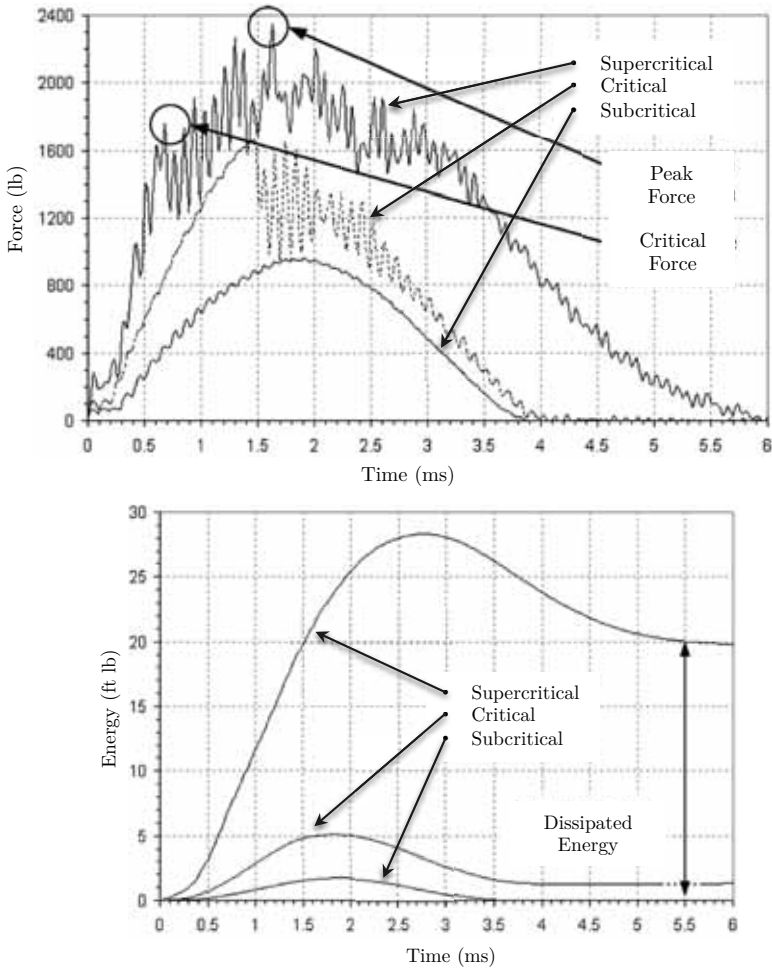 2400
2000
1600
1200
800
400
0
Force (lb)
Supercritical
Critical
Subcritical
Peak
Force
Critical
Force
0 0.5 1 1.5 2 2.5 3 3.5 4 4.5 5 5.5 6
Time (ms)
30
25
20
15
10
5
0
Energy (ft lb)
Supercritical
Critical
Subcritical
Dissipated
Energy
0 0.5 1 1.5 2 2.5 3 3.5 4 4.5 5 5.5 6
Time (ms)